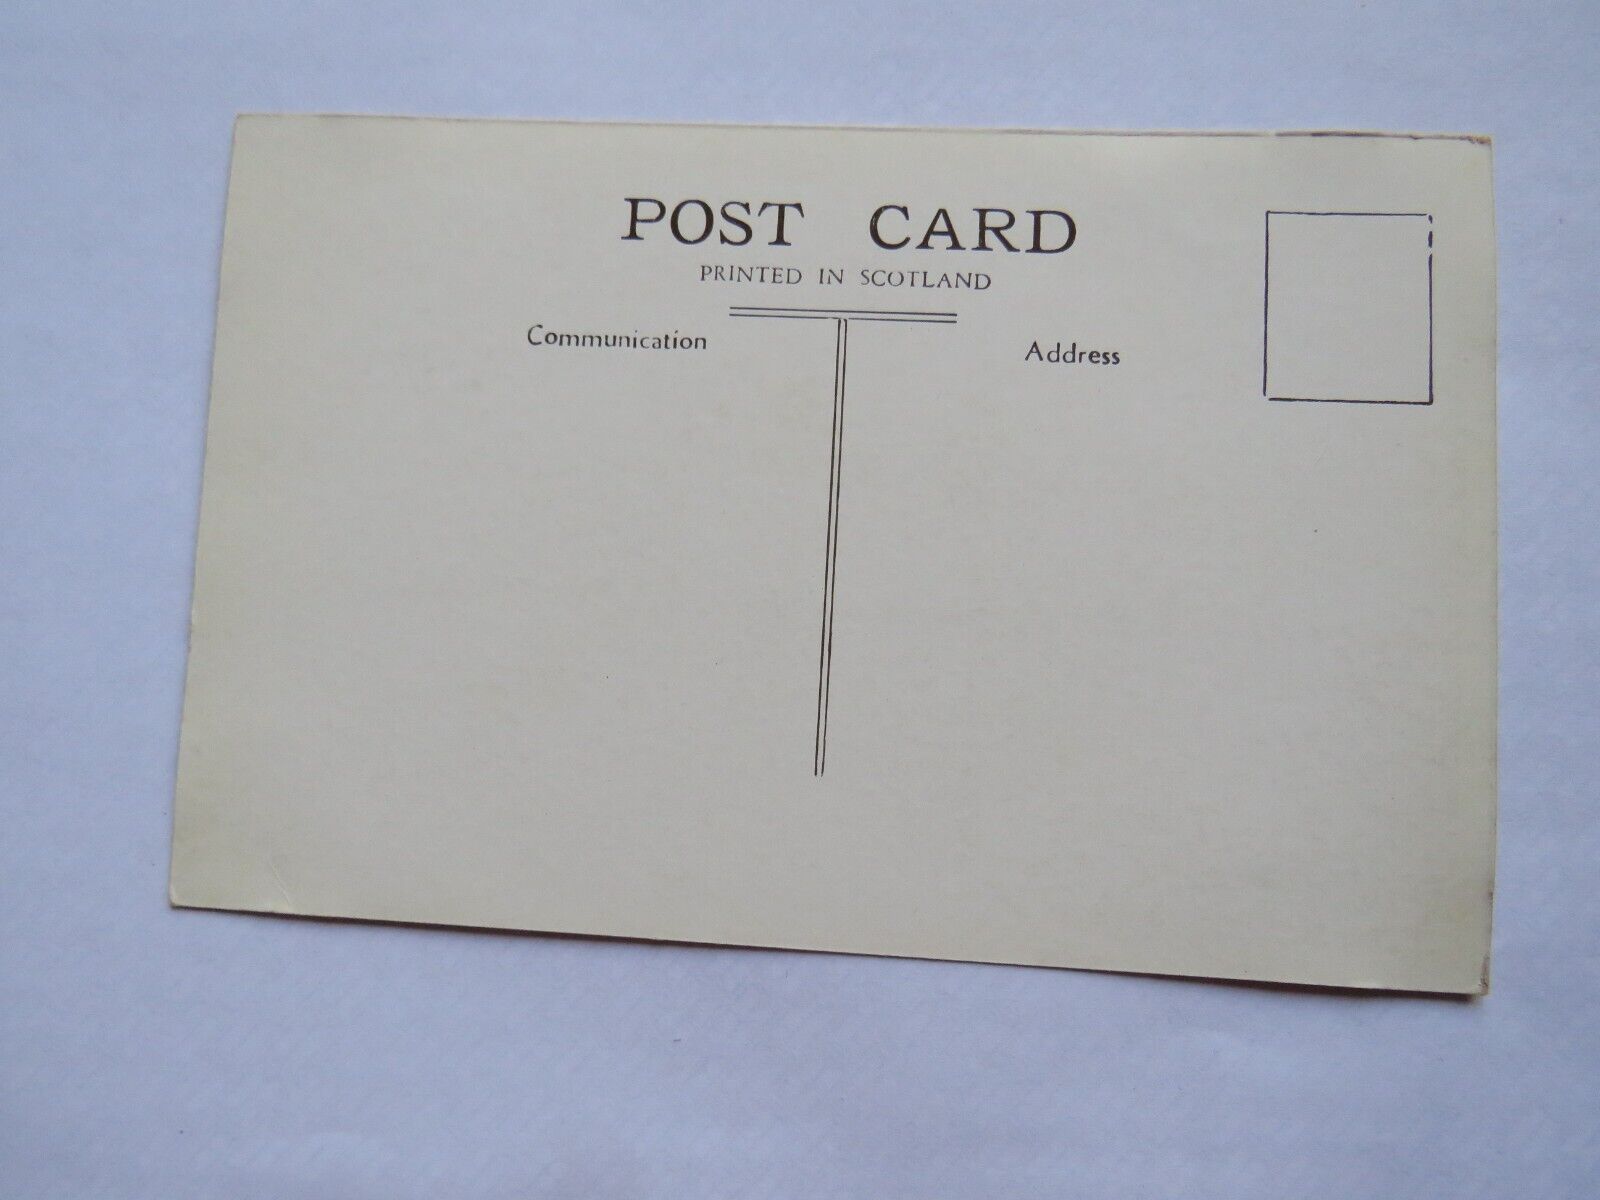 POST CARD
PRINTED IN SCOTLAND
Communication
Address